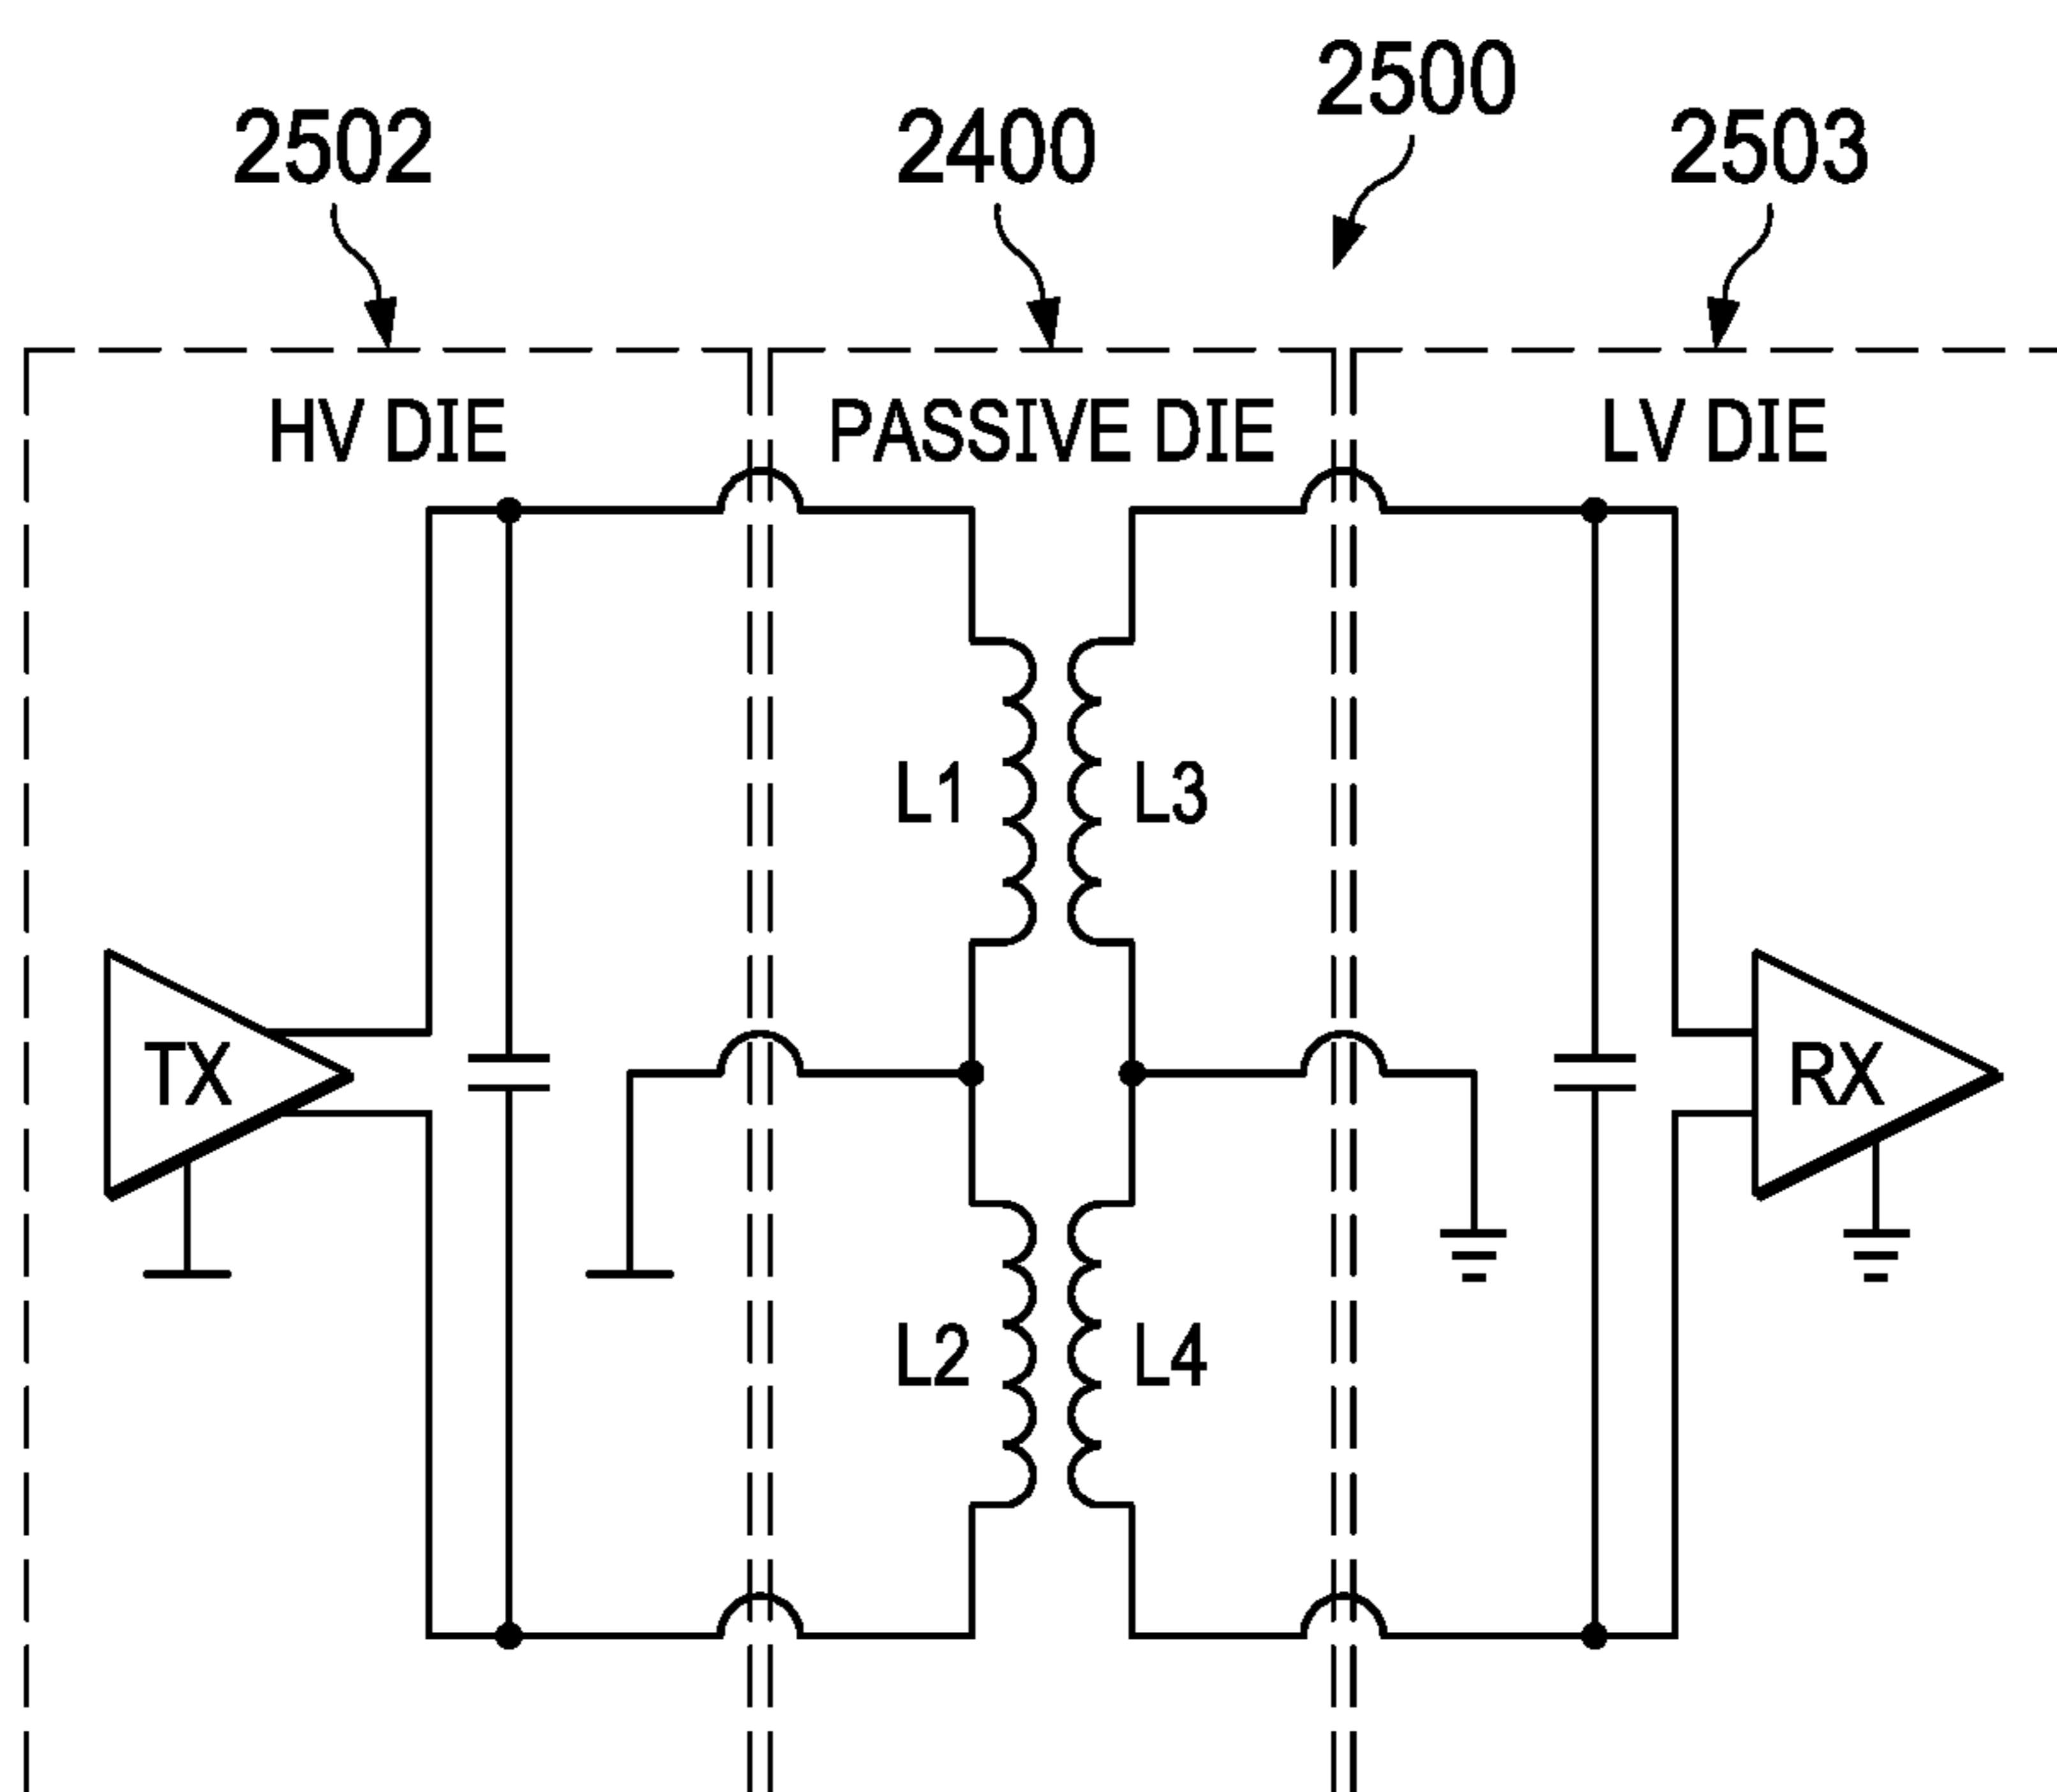 2500
2502
2400
2503
HV DIE
PASSIVE DIE
LV DIE
L1
L3
TX
RX
L2
L4